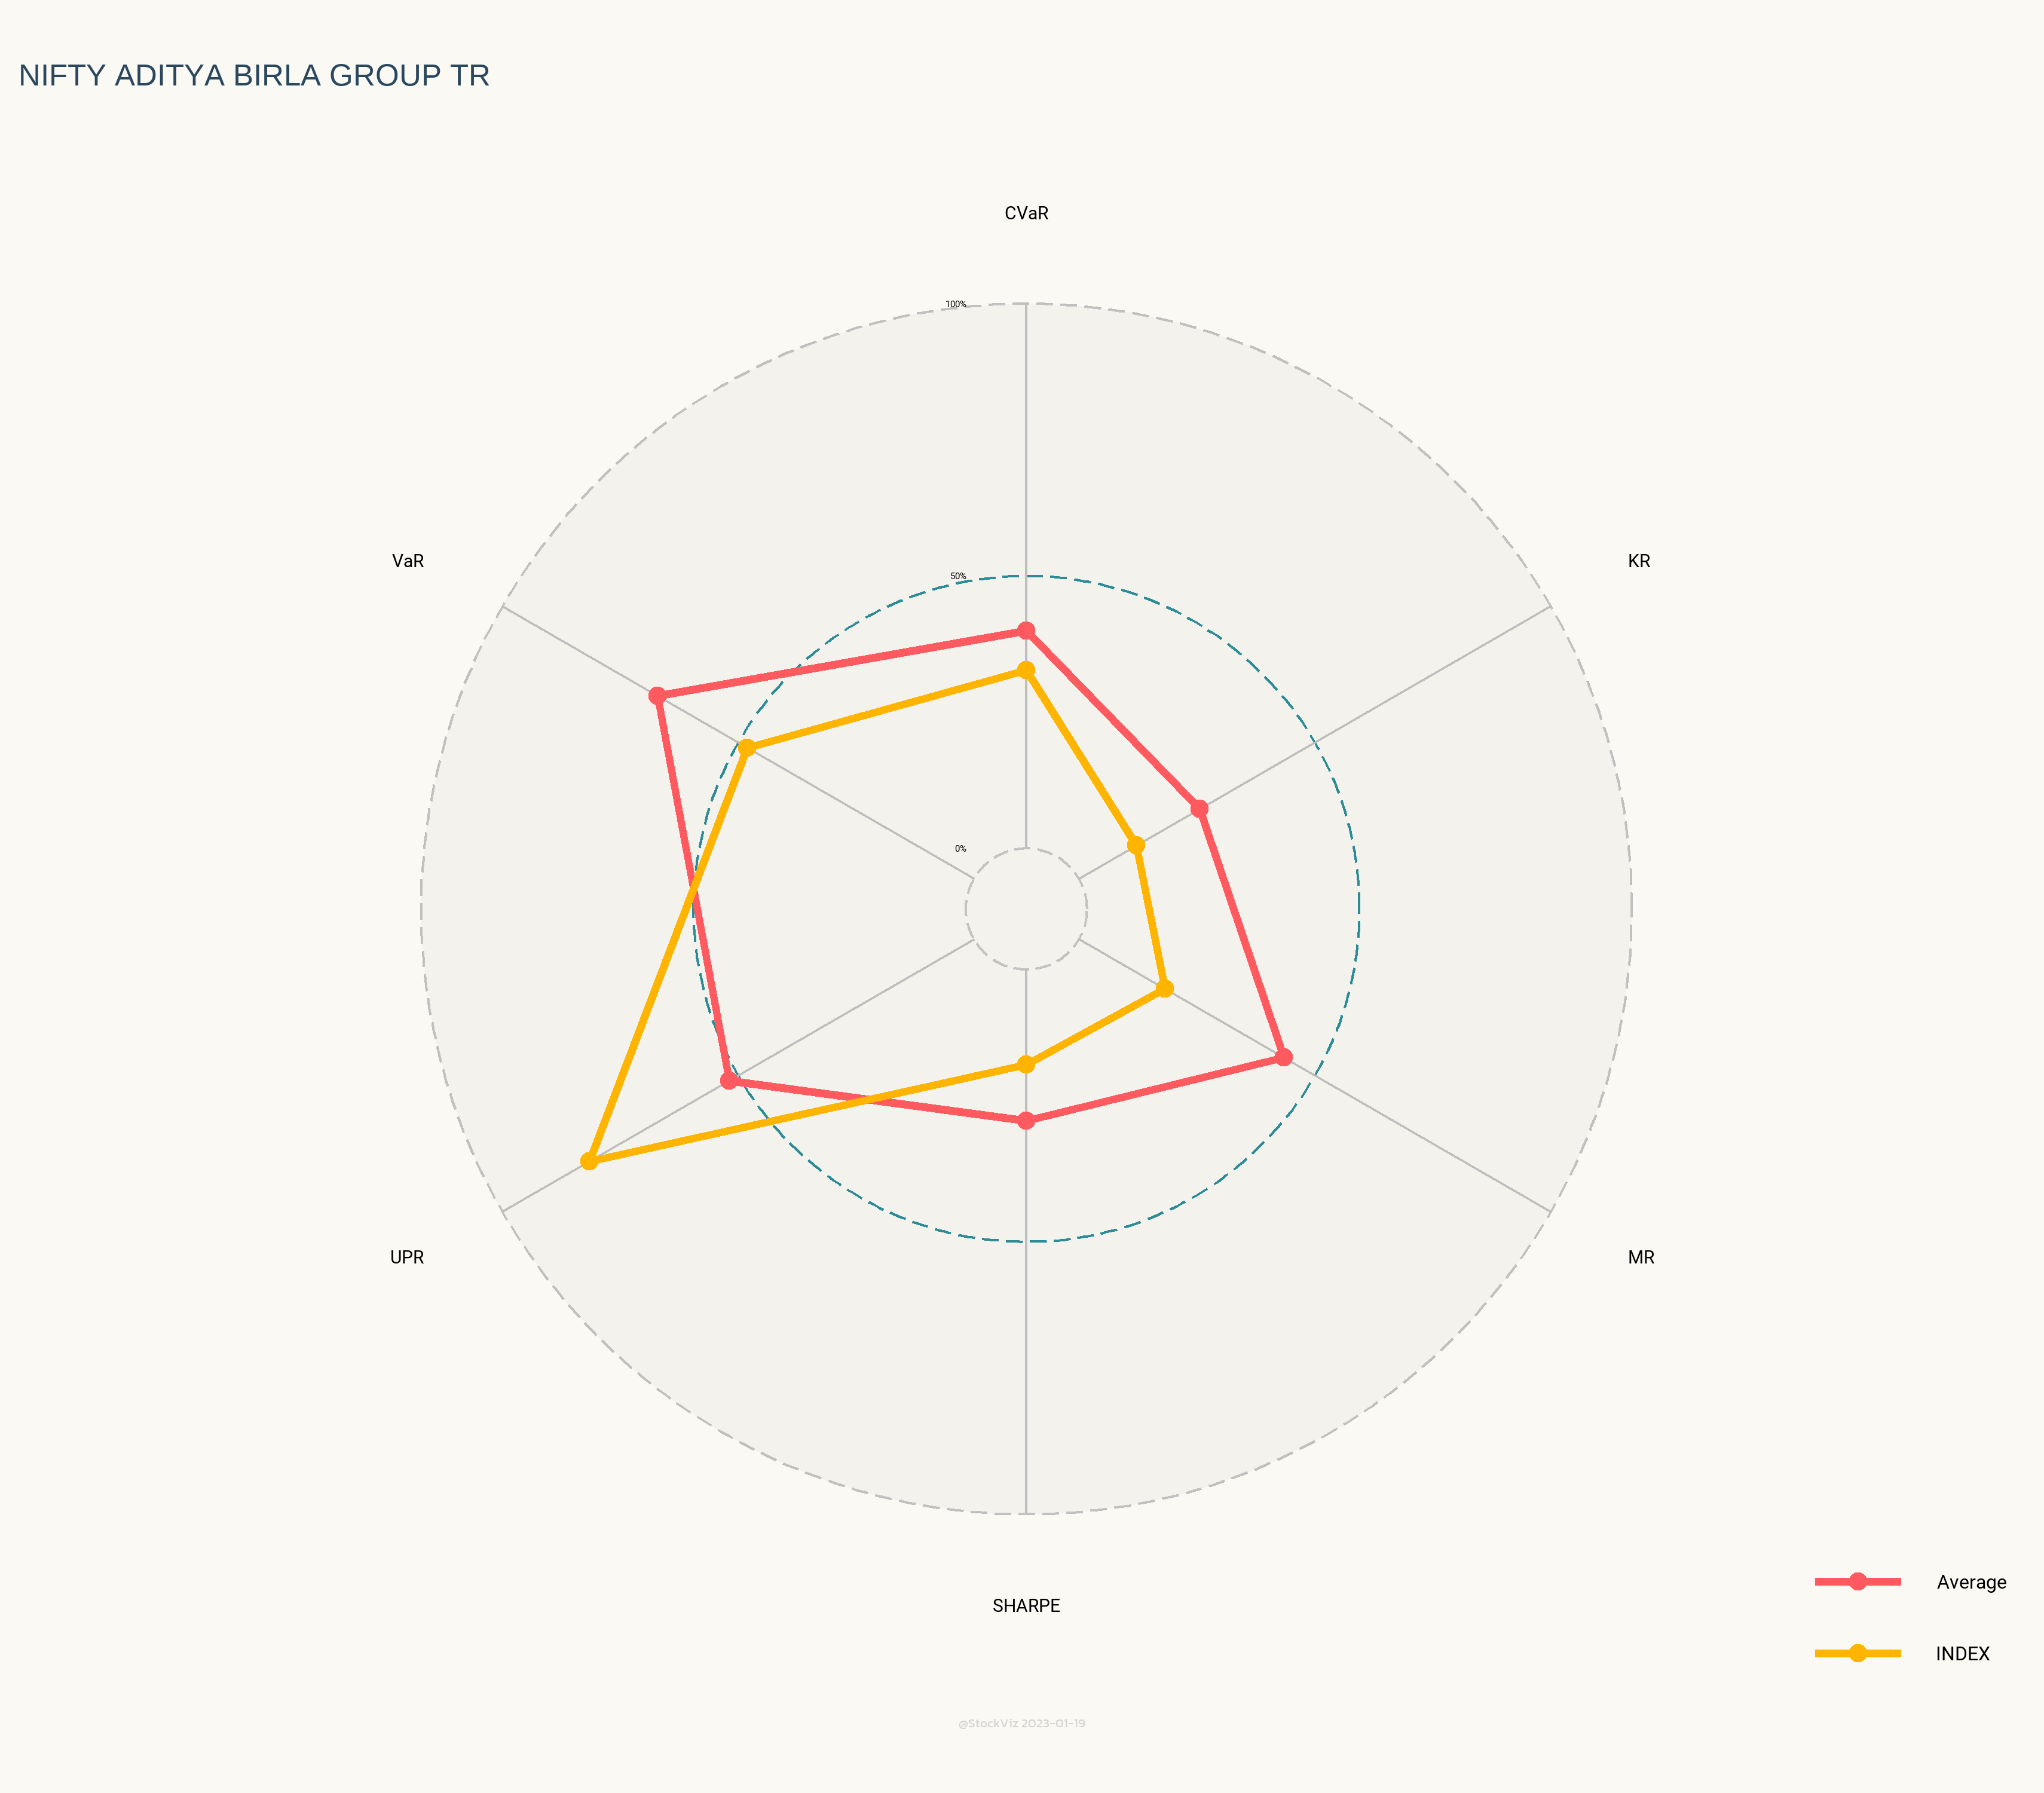 NIFTY ADITYA BIRLA GROUP TR
CVaR
100%
VaR
KR
50%
0%
UPR
MR
SHARPE
Average
INDEX
@StockViz 2023-01-19